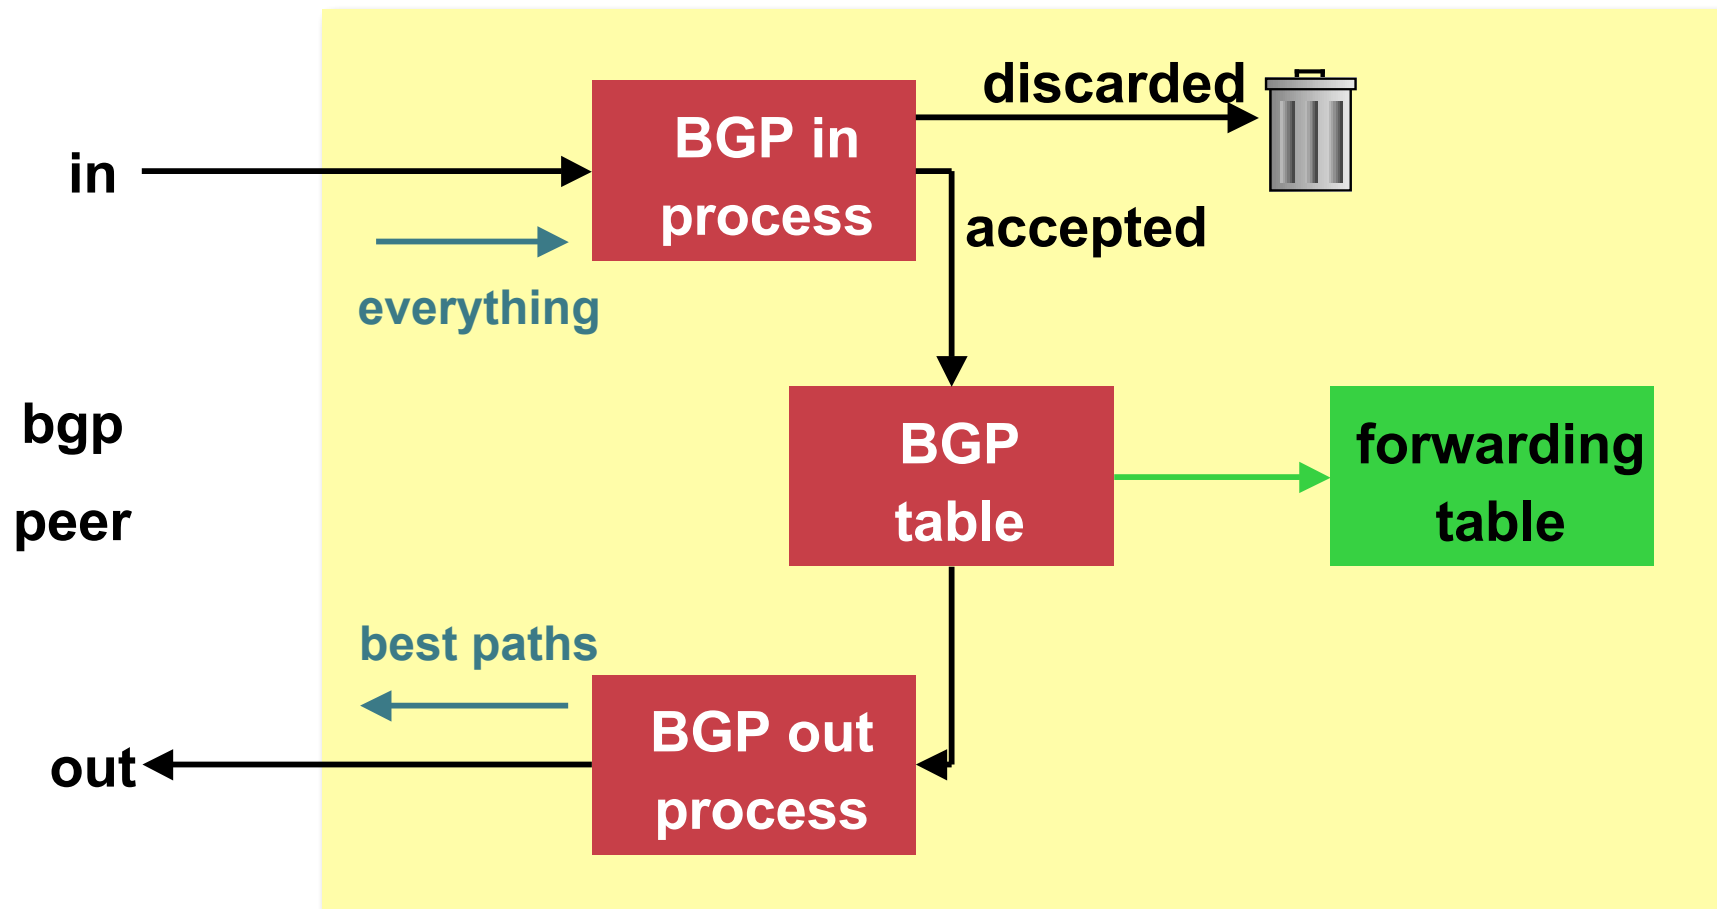 discarded
BGP in
process
in
accepted
everything
bgp
peer
BGP
table
forwarding
table
best paths
BGP out
process
out